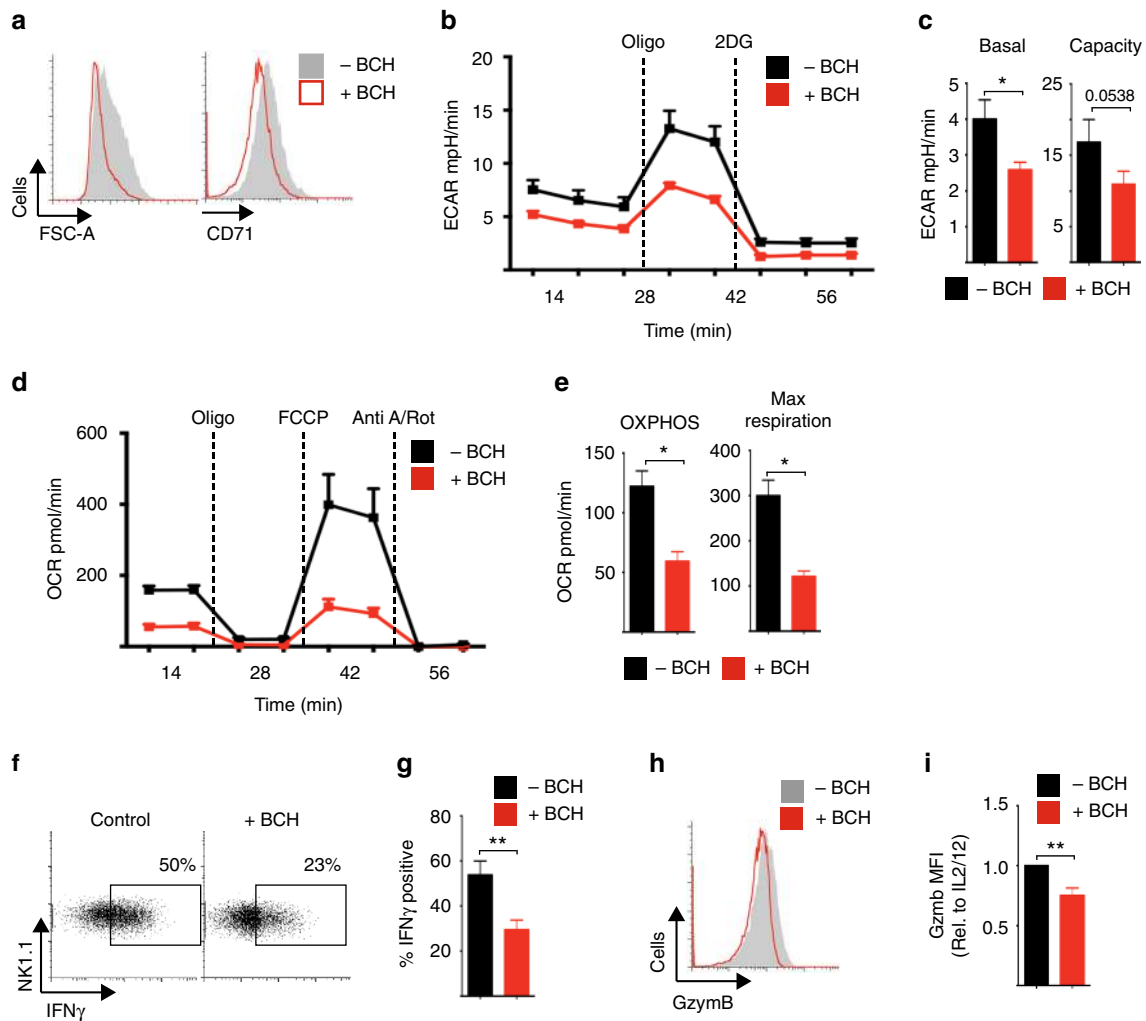 a
– BCH
+ BCH
Cells
FSC-A
CD71
b
Oligo 2DG
– BCH
+ BCH
20
15
10
5
ECAR mpH/min
14 28 42 56
Time (min)
c
Basal Capacity
*
0.0538
5
4
3
2
1
25
15
5
ECAR mpH/min
– BCH + BCH
d
Oligo FCCP Anti A/Rot
– BCH
+ BCH
600
400
200
OCR pmol/min
14 28 42 56
Time (min)
e
OXPHOS
Max
respiration
*
*
150
100
50
400
300
200
100
OCR pmol/min
– BCH + BCH
f
Control + BCH
50% 23%
NK1.1
IFNγ
g
– BCH
+ BCH
80
60
40
20
**
% IFNγ positive
h
– BCH
+ BCH
Cells
GzymB
i
– BCH
+ BCH
1.5
1.0
0.5
**
Gzmb MFI
(Rel. to IL2/12)